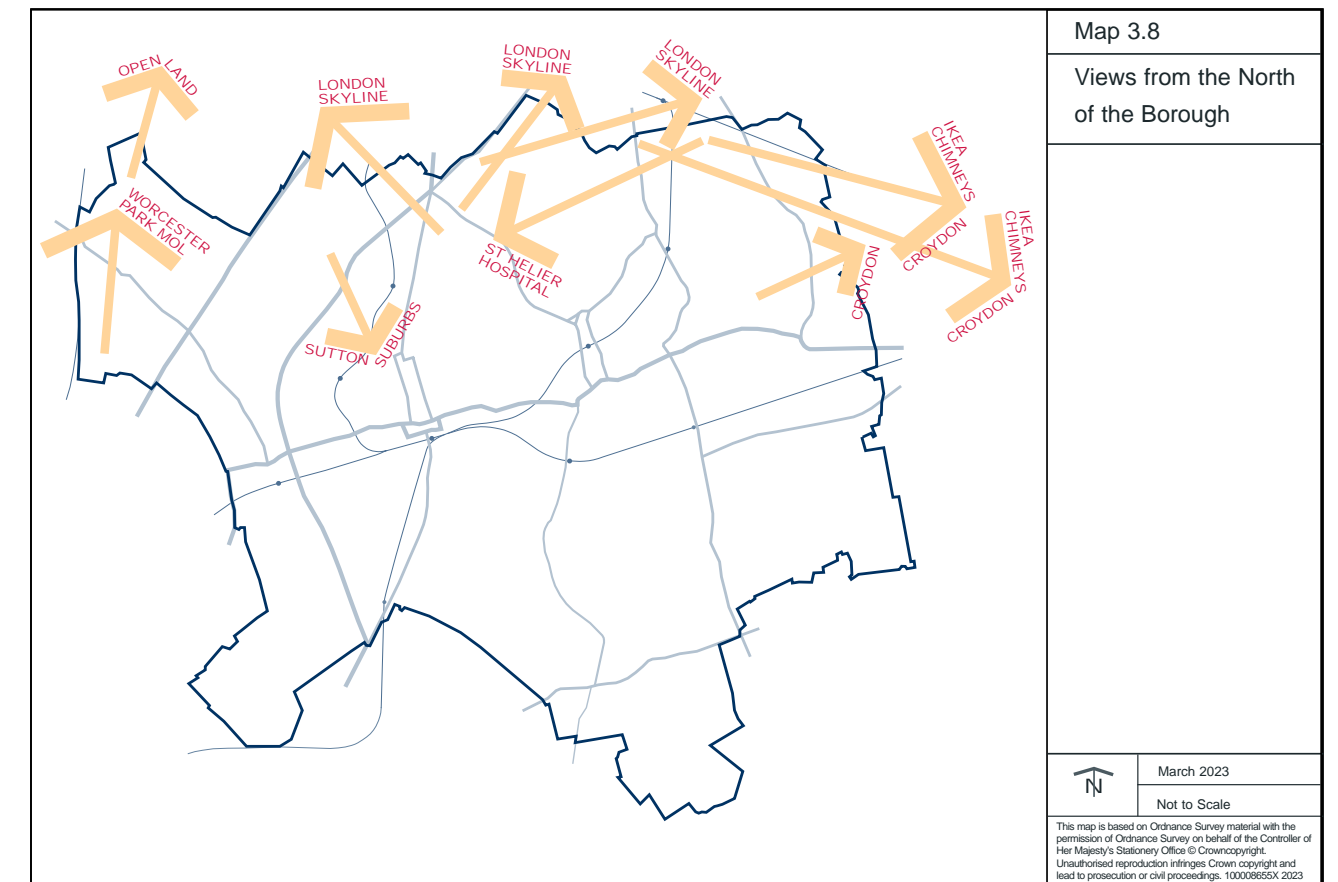 OPEN LAND
LONDON
SKYLINE
LONDON
SKYLINE
LONDON
SKYLINE
IKEA
CHIMNEYS
CROYDON
IKEA
CHIMNEYS
CROYDON
WORCESTER
PARK MOL
ST HELIER
HOSPITAL
CROYDON
SUTTON SUBURBS
Map 3.8
Views from the North
of the Borough
N
March 2023
Not to Scale
This map is based on Ordnance Survey material with the
permission of Ordnance Survey on behalf of the Controller of
Her Majesty's Stationery Office © Crowncopyright.
Unauthorised reproduction infringes Crown copyright and
lead to prosecution or civil proceedings. 100008655X 2023